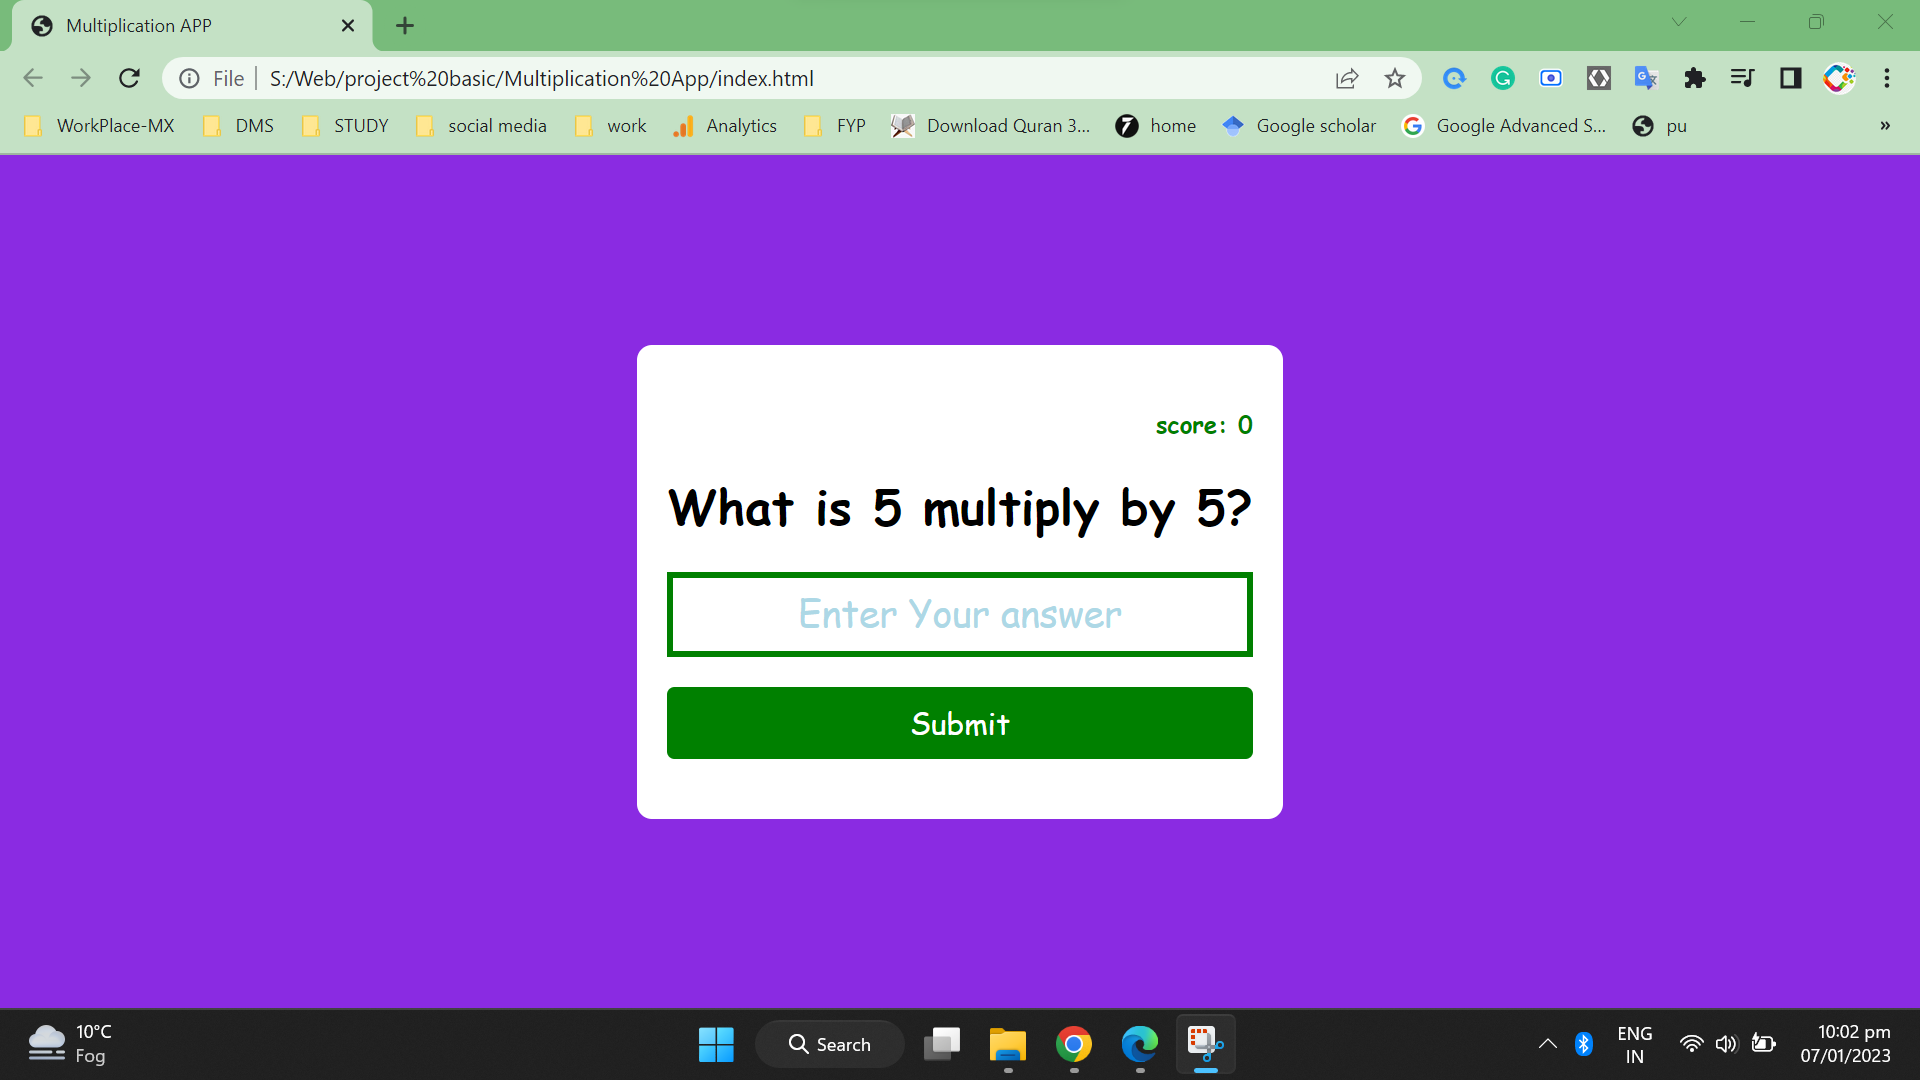 Multiplication APP
File
S:/Web/project%20basic/Multiplication%20App/index.html
WorkPlace-MX
DMS
STUDY
social media
work
Analytics
FYP
Download Quran 3...
home
Google scholar
Google Advanced S...
pu
»
score: 0
What is 5 multiply by 5?
Enter Your answer
Submit
10°C
Fog
Search
ENG
IN
10:02 pm
07/01/2023